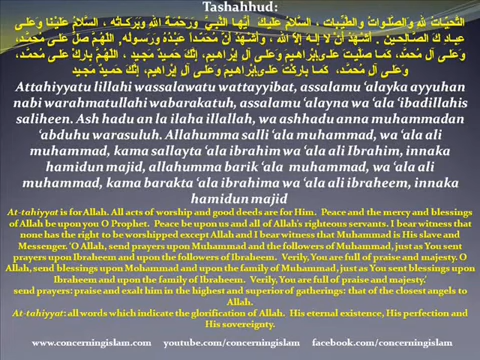 Tashahhud:
التَّحِيَّاتُ لِلَّهِ وَالصَّلَوَاتُ وَالطَّيِّبَاتُ ، السَّلَامُ عَلَيْكَ أَيُّهَا النَّبِيُّ وَرَحْمَةُ اللهِ وَبَرَكَاتُهُ ، السَّلَامُ عَلَيْنَا وَعَلَى
عِبَادِ اللهِ الصَّالِحِينَ ، أَشْهَدُ أَنْ لَا إِلَهَ إِلَّا اللهُ ، وَأَشْهَدُ أَنَّ مُحَمَّدًا عَبْدُهُ وَرَسُولُهُ، اللَّهُمَّ صَلِّ عَلَى مُحَمَّدٍ،
وَعَلَى آلِ مُحَمَّدٍ، كَمَا صَلَّيْتَ عَلَى إِبْرَاهِيمَ وَعَلَى آلِ إِبْرَاهِيمَ، إِنَّكَ حَمِيدٌ مَجِيدٌ ، اللَّهُمَّ بَارِكْ عَلَى مُحَمَّدٍ،
وَعَلَى آلِ مُحَمَّدٍ، كَمَا بَارَكْتَ عَلَى إِبْرَاهِيمَ وَعَلَى آلِ إِبْرَاهِيمَ، إِنَّكَ حَمِيدٌ مَجِيدٌ
Attahiyyatu lillahi wassalawatu wattayyibat, assalamu ‘alayka ayyuhan
nabi warahmatullahi wabarakatuh, assalamu ‘alayna wa ‘ala ‘ibadillahis
saliheen. Ash hadu an la ilaha illallah, wa ashhadu anna muhammadan
‘abduhu warasuluh. Allahumma salli ‘ala muhammad, wa ‘ala ali
muhammad, kama sallayta ‘ala ibrahim wa ‘ala ali Ibrahim, innaka
hamidun majid, allahumma barik ‘ala muhammad, wa ‘ala ali
muhammad, kama barakta ‘ala ibrahima wa ‘ala ali ibraheem, innaka
hamidun majid
At-tahiyyat is for Allah. All acts of worship and good deeds are for Him. Peace and the mercy and blessings
of Allah be upon you O Prophet. Peace be upon us and all of Allah’s righteous servants. I bear witness that
none has the right to be worshipped except Allah and I bear witness that Muhammad is His slave and
Messenger. ‘O Allah, send prayers upon Muhammad and the followers of Muhammad, just as You sent
prayers upon Ibraheem and upon the followers of Ibraheem. Verily, You are full of praise and majesty. O
Allah, send blessings upon Mohammad and upon the family of Muhammad, just as You sent blessings upon
Ibraheem and upon the family of Ibraheem. Verily, You are full of praise and majesty.’
send prayers: praise and exalt him in the highest and superior of gatherings: that of the closest angels to
Allah.
At-tahiyyat: all words which indicate the glorification of Allah. His eternal existence, His perfection and
His sovereignty.
www.concerningislam.com youtube.com/concerningislam facebook.com/concerningislam